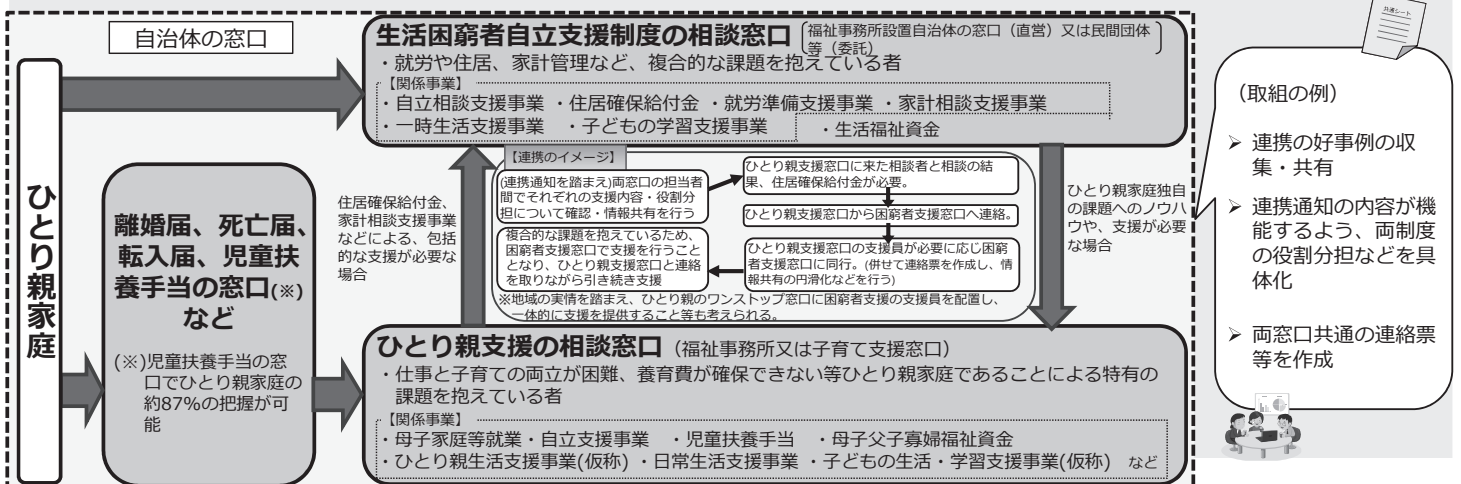 自治体の窓口
ひとり親家庭
生活困窮者自立支援制度の相談窓口
福祉事務所設置自治体の窓口（直営）又は民間団体
等（委託）
・就労や住居、家計管理など、複合的な課題を抱えている者
【関係事業】
・自立相談支援事業 ・住居確保給付金 ・就労準備支援事業 ・家計相談支援事業
・一時生活支援事業 ・子どもの学習支援事業 ・生活福祉資金
離婚届、死亡届、
転入届、児童扶
養手当の窓口(※)
など
(※)児童扶養手当の窓
口でひとり親家庭の
約87%の把握が可
能
住居確保給付金、
家計相談支援事業
などによる、包括
的な支援が必要な
場合
【連携のイメージ】
(連携通知を踏まえ)両窓口の担当者
間でそれぞれの支援内容・役割分
担について確認・情報共有を行う
ひとり親支援窓口に来た相談者と相談の結
果、住居確保給付金が必要。
ひとり親支援窓口から困窮者支援窓口へ連絡。
ひとり親支援窓口の支援員が必要に応じ困窮
者支援窓口に同行。(併せて連絡票を作成し、情
報共有の円滑化などを行う)
複合的な課題を抱えているため、
困窮者支援窓口で支援を行うこと
となり、ひとり親支援窓口と連絡
を取りながら引き続き支援
※地域の実情を踏まえ、ひとり親のワンストップ窓口に困窮者支援の支援員を配置し、
一体的に支援を提供すること等も考えられる。
ひとり親家庭独自
の課題へのノウハ
ウや、支援が必要
な場合
ひとり親支援の相談窓口（福祉事務所又は子育て支援窓口）
・仕事と子育ての両立が困難、養育費が確保できない等ひとり親家庭であることによる特有の
課題を抱えている者
【関係事業】
・母子家庭等就業・自立支援事業 ・児童扶養手当 ・母子父子寡婦福祉資金
・ひとり親生活支援事業(仮称) ・日常生活支援事業 ・子どもの生活・学習支援事業(仮称) など
共通シート
（取組の例）
➢ 連携の好事例の収
集・共有
➢ 連携通知の内容が機
能するよう、両制度
の役割分担などを具
体化
➢ 両窓口共通の連絡票
等を作成